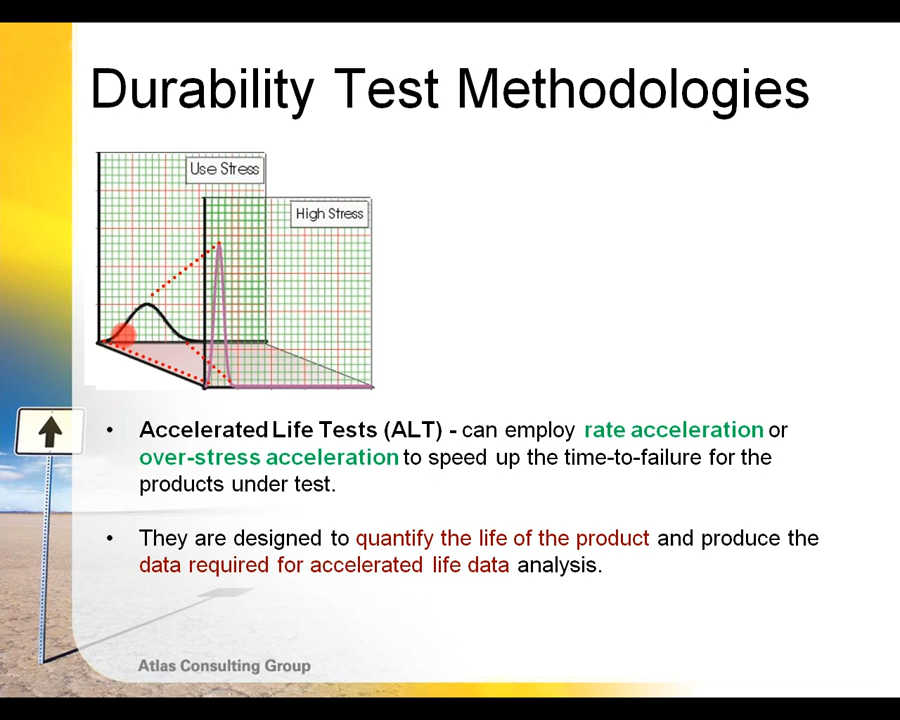 Durability Test Methodologies
Use Stress
High Stress
• Accelerated Life Tests (ALT) - can employ rate acceleration or
over-stress acceleration to speed up the time-to-failure for the
products under test.
• They are designed to quantify the life of the product and produce the
data required for accelerated life data analysis.
Atlas Consulting Group